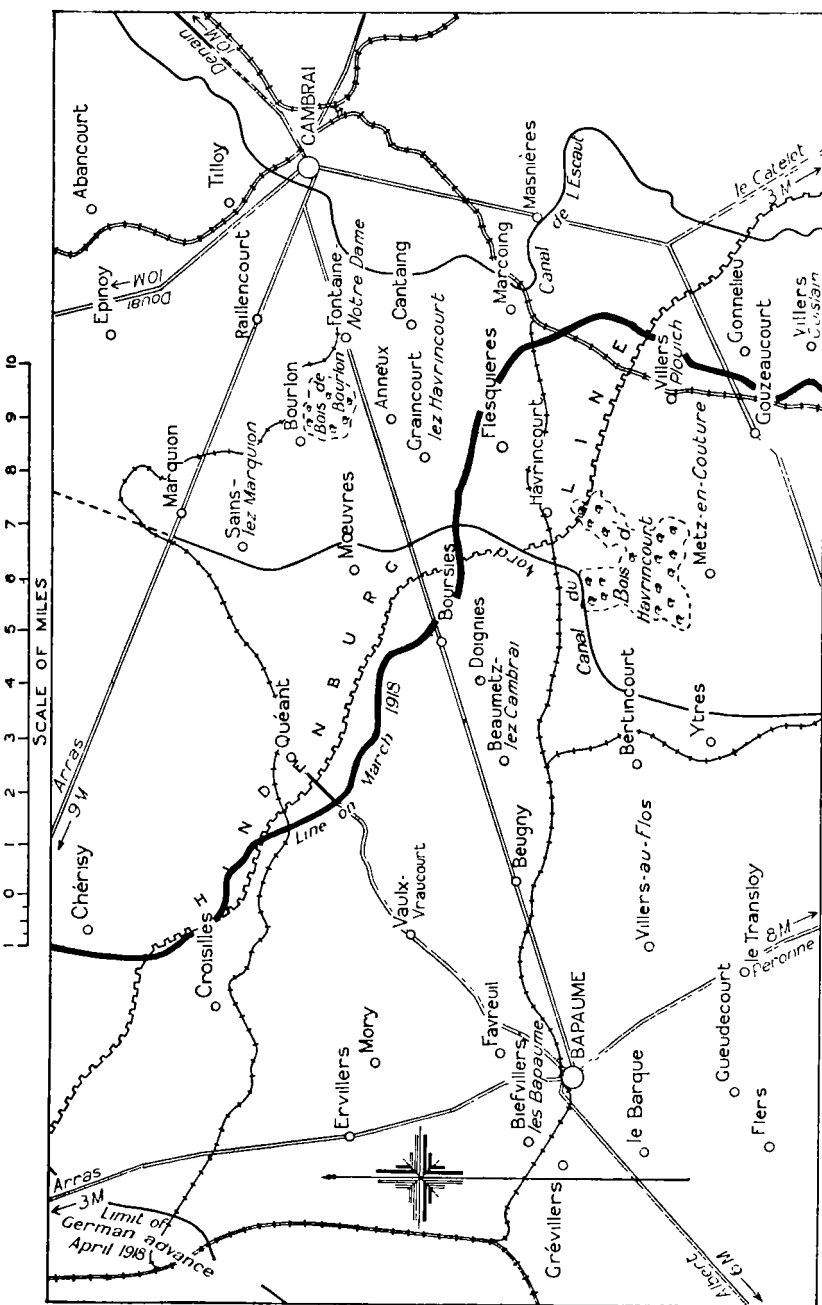 SCALE OF MILES
1 0 1 2 3 4 5 6 7 8 9 10
Arras
3M
Limit of
German advance
April 1918
Ervillers
Mory
Croisilles
Chérisy
Arras
9M
HINDENBURG
LINE
Line on
March 1918
Quéant
Vaulx-
Vraucourt
Favreuil
Biefvillers
les Bapaume
BAPAUME
Grévillers
Albert
6M
le Barque
Gueudecourt
Flers
le Transloy
8M
Peronne
Villers-au-Flos
Beugny
Beaumetz-
lez Cambrai
Doignies
Boursies
Bertincourt
Ytres
Canal
du
Nord
Marquion
Sains-
lez Marquion
Mœuvres
Bourlon
Bois de
Bourlon
Anneux
Graincourt
lez Havrincourt
Flesquières
Havrincourt
Bois d
Havrincourt
Metz-en-Couture
Epinoy
Douai
10M
Abancourt
Tilloy
Raillencourt
Fontaine-
Notre Dame
Cantaing
Marcoing
Masnières
Canal
de
L'Escaut
CAMBRAI
Denain
10M
le Catelot
3M
Villers
Plouich
Gonnelieu
Gouzeaucourt
Villers